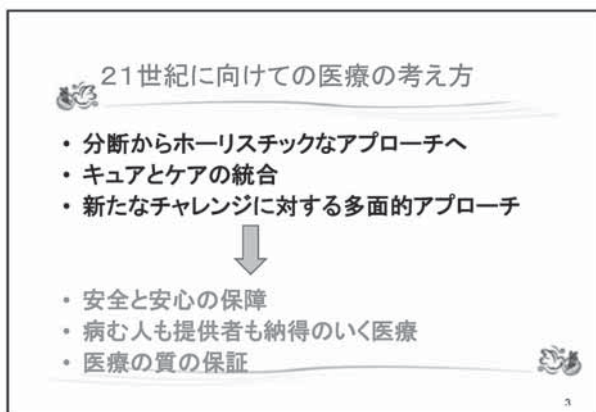 21世紀に向けての医療の考え方
• 分断からホーリスチックなアプローチへ
• キュアとケアの統合
• 新たなチャレンジに対する多面的アプローチ
• 安全と安心の保障
• 病む人も提供者も納得のいく医療
• 医療の質の保証
3